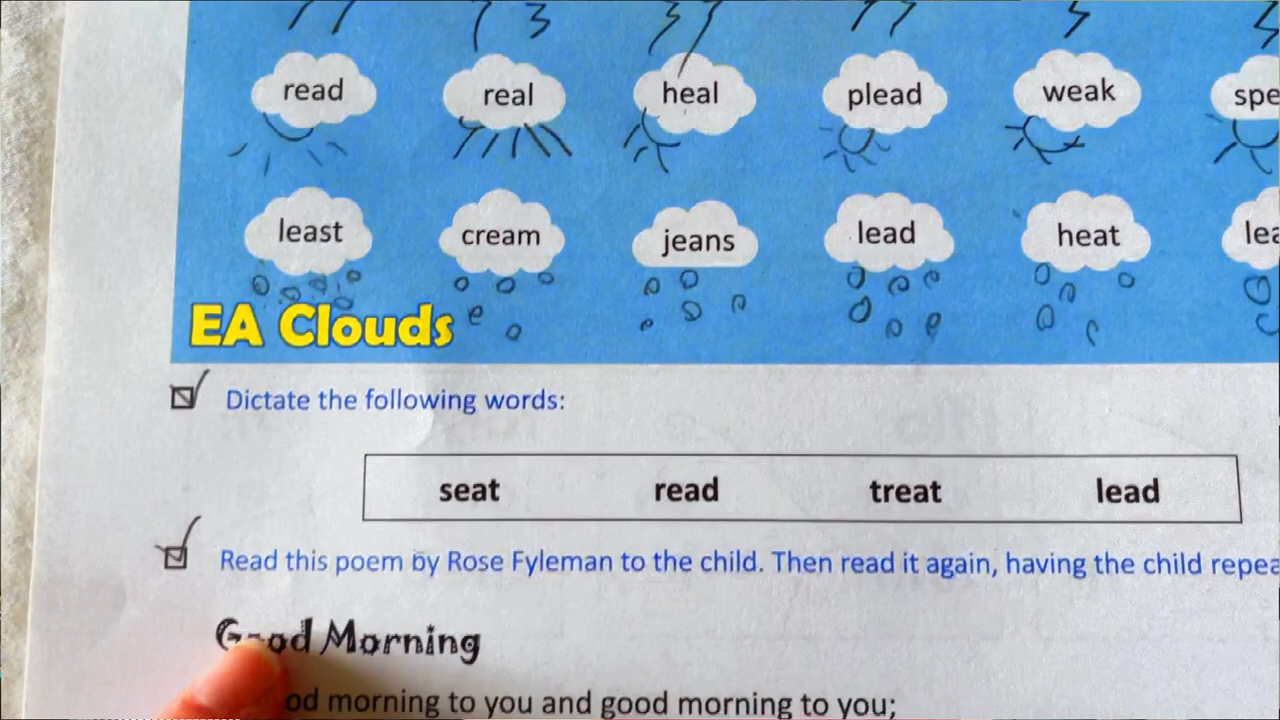 read real heal plead weak
least cream jeans lead heat
EA Clouds
Dictate the following words:
seat read treat lead
Read this poem by Rose Fyleman to the child. Then read it again, having the child
Good Morning
morning to you and good morning to you;